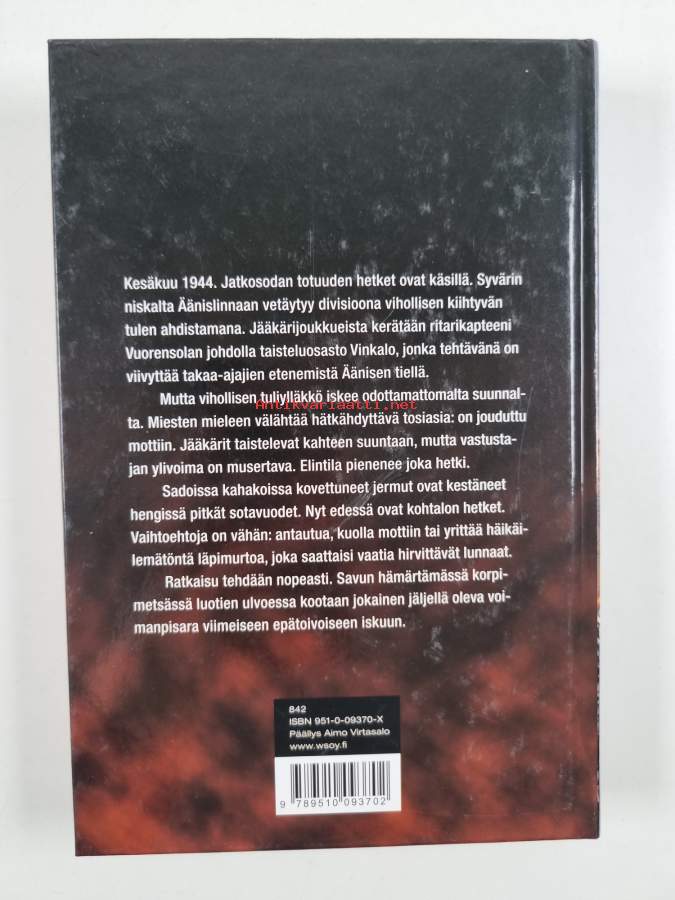 Kesäkuu 1944. Jatkosodan totuuden hetket ovat käsillä. Syvärin
niskalta Äänislinnaan vetäytyy divisioona vihollisen kiihtyvän
tulen ahdistamana. Jääkärijoukkueista kerätään ritarikapteeni
Vuorensolan johdolla taisteluosasto Vinkalo, jonka tehtävänä on
viivyttää takaa-ajajien etenemistä Äänisen tiellä.
Mutta vihollisen tuliylläkkö iskee odottamattomalta suunnal-
Antikvariaatti.net
ta. Miesten mieleen välähtää hätkähdyttävä tosiasia: on jouduttu
mottiin. Jääkärit taistelevat kahteen suuntaan, mutta vastusta-
jan ylivoima on musertava. Elintila pienenee joka hetki.
Sadoissa kahakoissa kovettuneet jermut ovat kestäneet
hengissä pitkät sotavuodet. Nyt edessä ovat kohtalon hetket.
Vaihtoehtoja on vähän: antautua, kuolla mottiin tai yrittää häikäi-
lemätöntä läpimurtoa, joka saattaisi vaatia hirvittävät lunnaat.
Ratkaisu tehdään nopeasti. Savun hämärtämässä korpi-
metsässä luotien ulvoessa kootaan jokainen jäljellä oleva voi-
manpisara viimeiseen epätoivoiseen iskuun.
842
ISBN 951-0-09370-X
Päällys Aimo Virtasalo
www.wsoy.fi
9 789510 093702